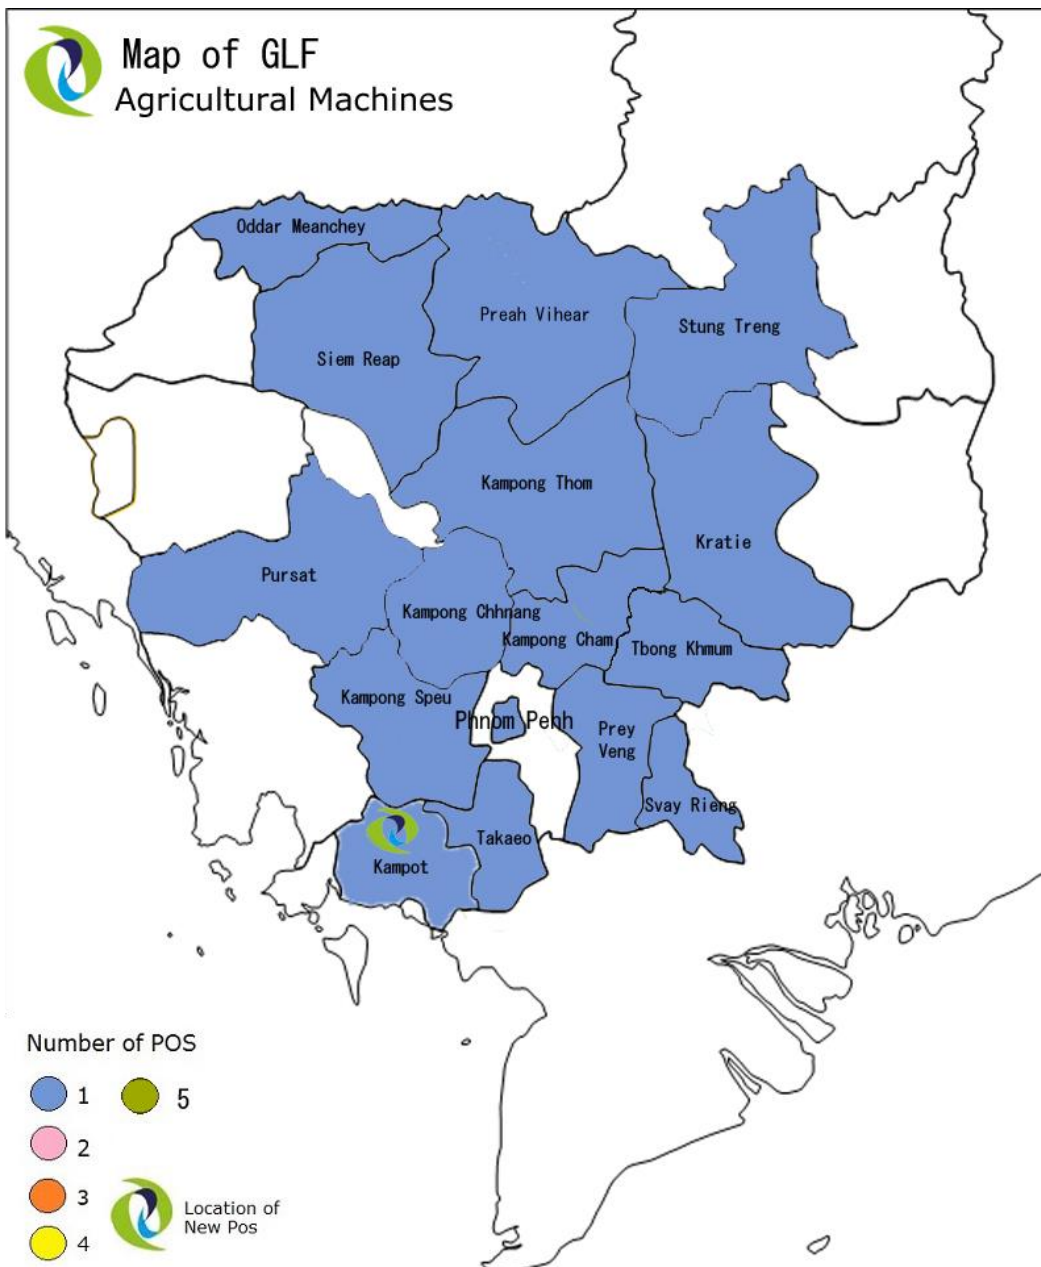 Map of GLF
Agricultural Machines
Oddar Meanchey
Preah Vihear
Stung Treng
Siem Reap
Kampong Thom
Kratie
Pursat
Kampong Chhnang
Kampong Cham
Tbong Khmum
Kampong Speu
Phnom Penh
Prey
Veng
Svay Rieng
Takaeo
Kampot
Number of POS
1
5
2
3
4
Location of
New Pos